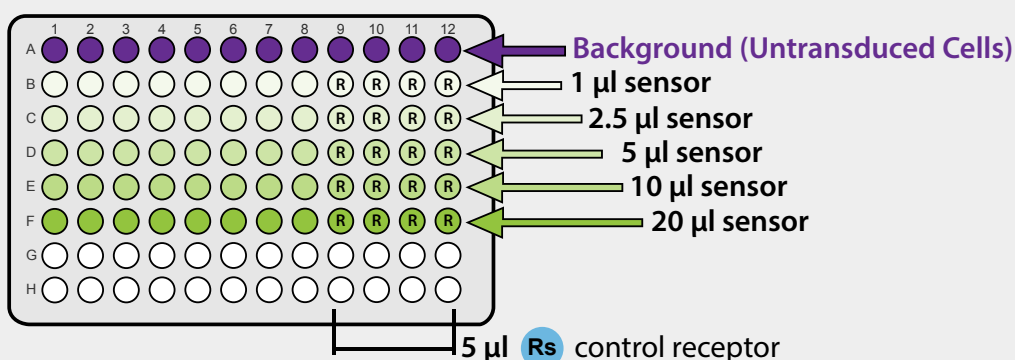 1 2 3 4 5 6 7 8 9 10 11 12
A Background (Untransduced Cells)
B R R R R 1 µl sensor
C R R R R 2.5 µl sensor
D R R R R 5 µl sensor
E R R R R 10 µl sensor
F R R R R 20 µl sensor
G
H
5 µl Rs control receptor